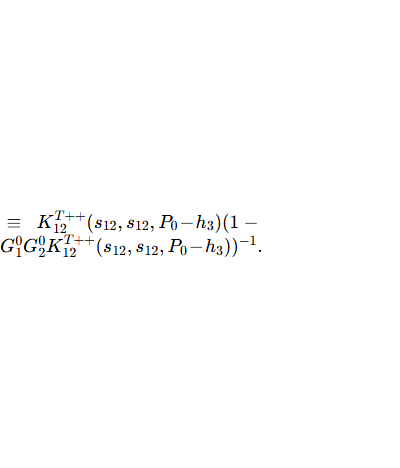 ≡ K_{12}^{T++}(s_{12}, s_{12}, P_0−h_3)(1 −
G_1^0 G_2^0 K_{12}^{T++}(s_{12}, s_{12}, P_0−h_3))^{−1}.